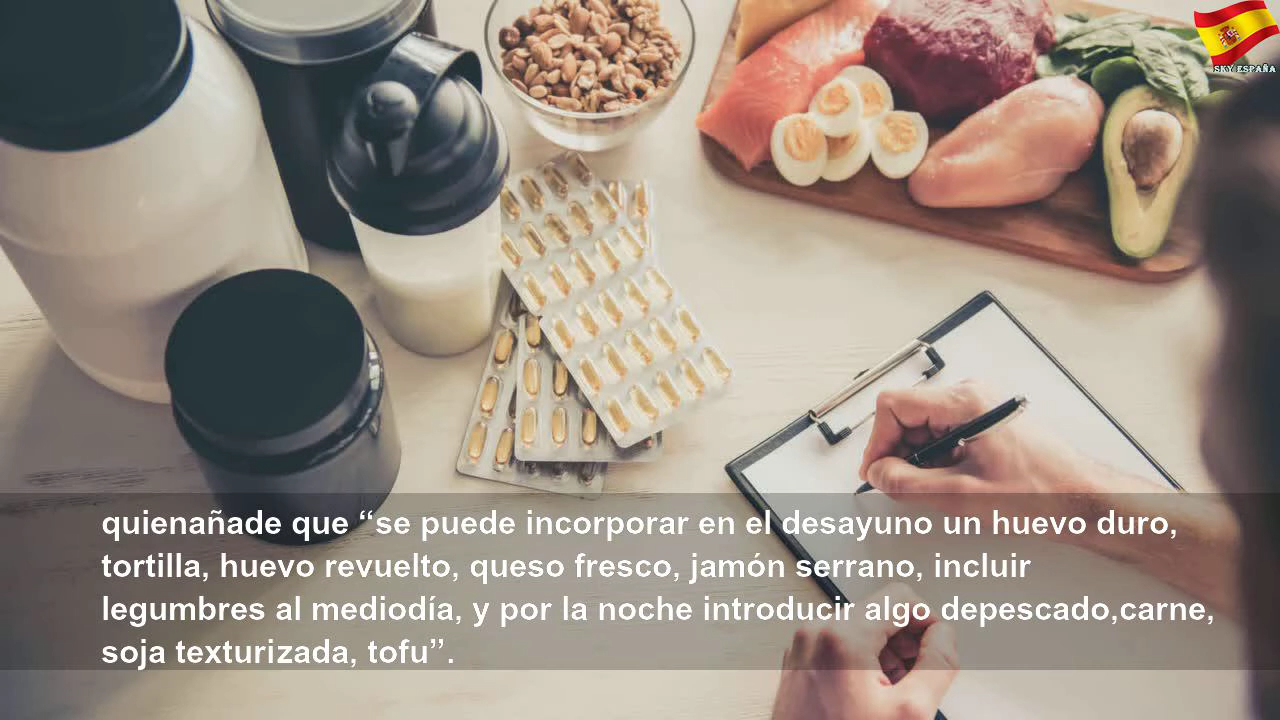 SKY ESPAÑA
quienañade que “se puede incorporar en el desayuno un huevo duro,
tortilla, huevo revuelto, queso fresco, jamón serrano, incluir
legumbres al mediodía, y por la noche introducir algo depescado,carne,
soja texturizada, tofu”.